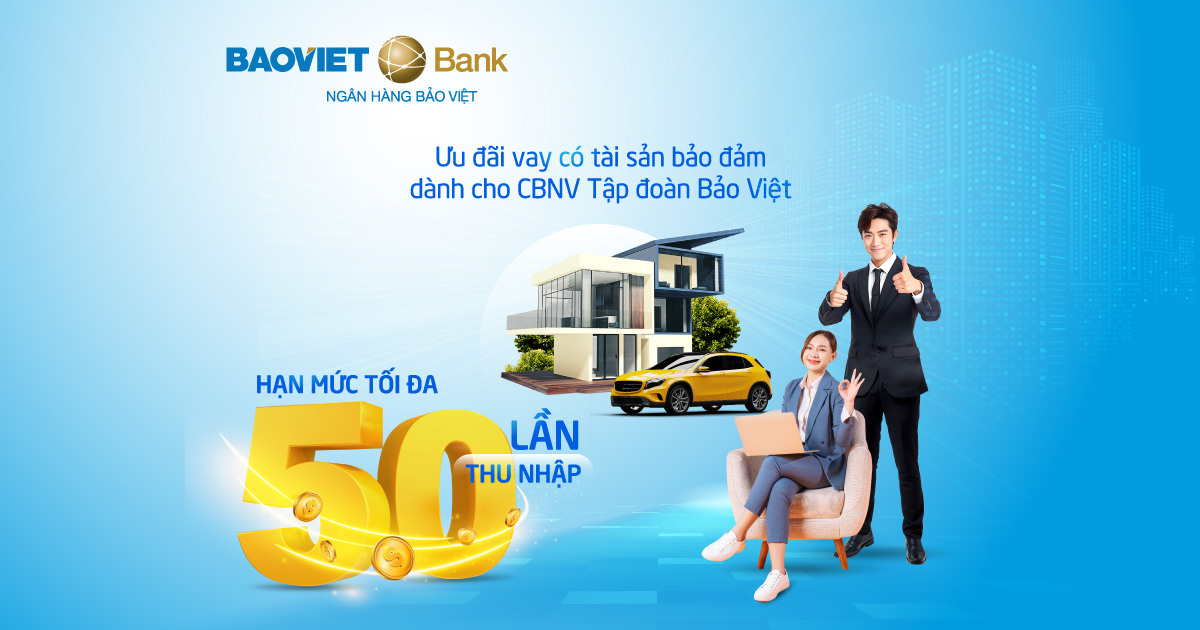 BAOVIET Bank
NGÂN HÀNG BẢO VIỆT
Ưu đãi vay có tài sản bảo đảm
dành cho CBNV Tập đoàn Bảo Việt
HẠN MỨC TỐI ĐA
50 LẦN
THU NHẬP